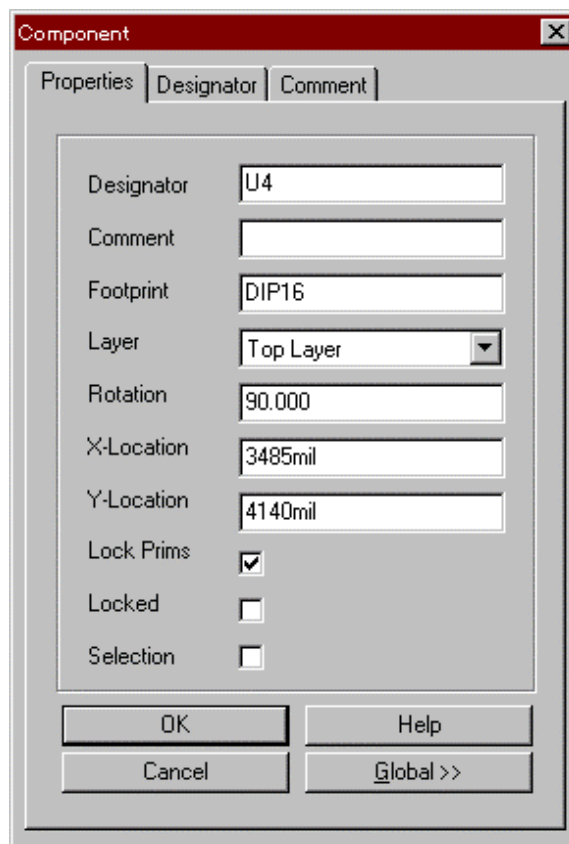 Component
Properties Designator Comment
Designator U4
Comment
Footprint DIP16
Layer Top Layer
Rotation 90.000
X-Location 3485mil
Y-Location 4140mil
Lock Prims
Locked
Selection
OK Help
Cancel Global >>